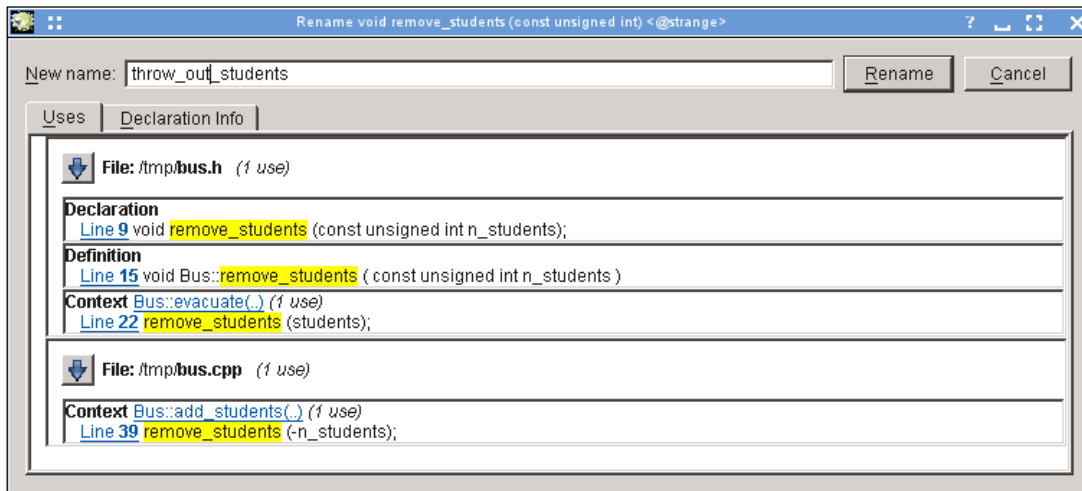 Rename void remove_students (const unsigned int) <@strange>
?
New name: throw_out_students Rename Cancel
Uses Declaration Info
File: /tmp/bus.h (1 use)
Declaration
Line 9 void remove_students (const unsigned int n_students);
Definition
Line 15 void Bus::remove_students ( const unsigned int n_students )
Context Bus::evacuate(..) (1 use)
Line 22 remove_students (students);
File: /tmp/bus.cpp (1 use)
Context Bus::add_students(..) (1 use)
Line 39 remove_students (-n_students);